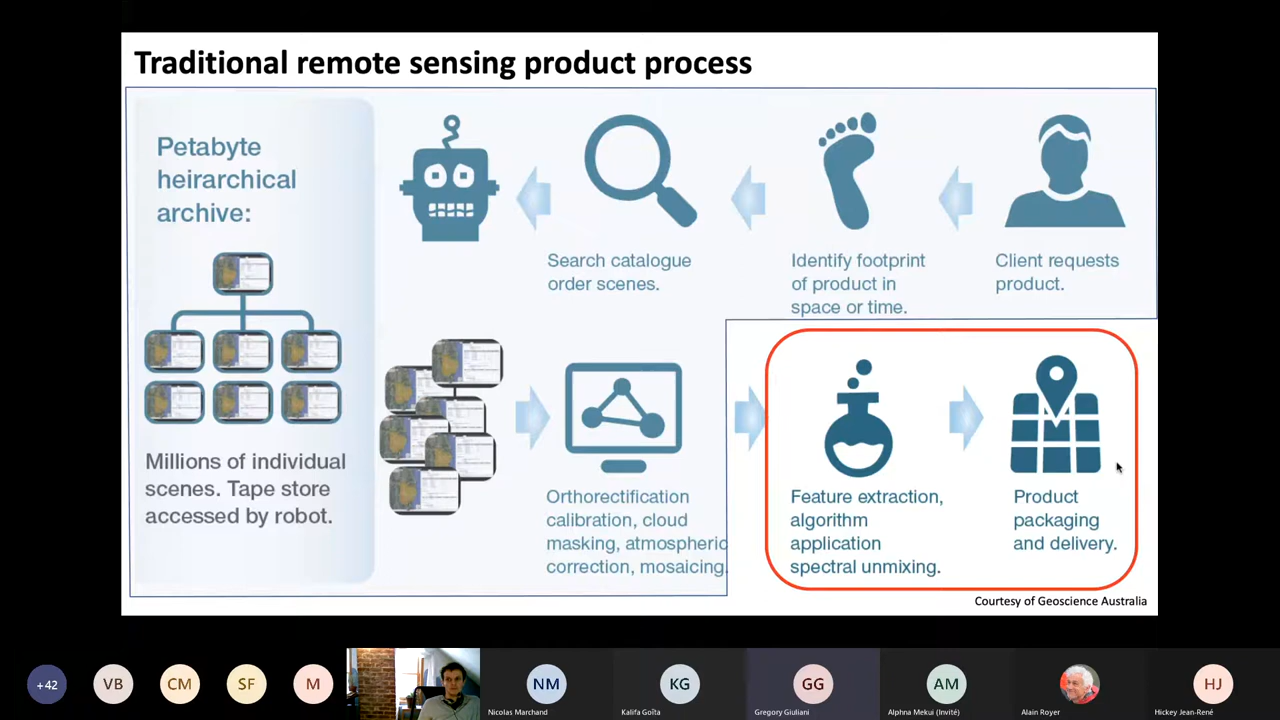 Traditional remote sensing product process
Petabyte
heirarchical
archive:
Millions of individual
scenes. Tape store
accessed by robot.
Search catalogue
order scenes.
Identify footprint
of product in
space or time.
Client requests
product.
Orthorectification
calibration, cloud
masking, atmospheric
correction, mosaicing.
Feature extraction,
algorithm
application
spectral unmixing.
Product
packaging
and delivery.
Courtesy of Geoscience Australia
+42
VB
CM
SF
M
NM
Nicolas Marchand
KG
Kalifa Goïta
GG
Gregory Giuliani
AM
Alphna Mekui (Invité)
Alain Royer
HJ
Hickey Jean-René